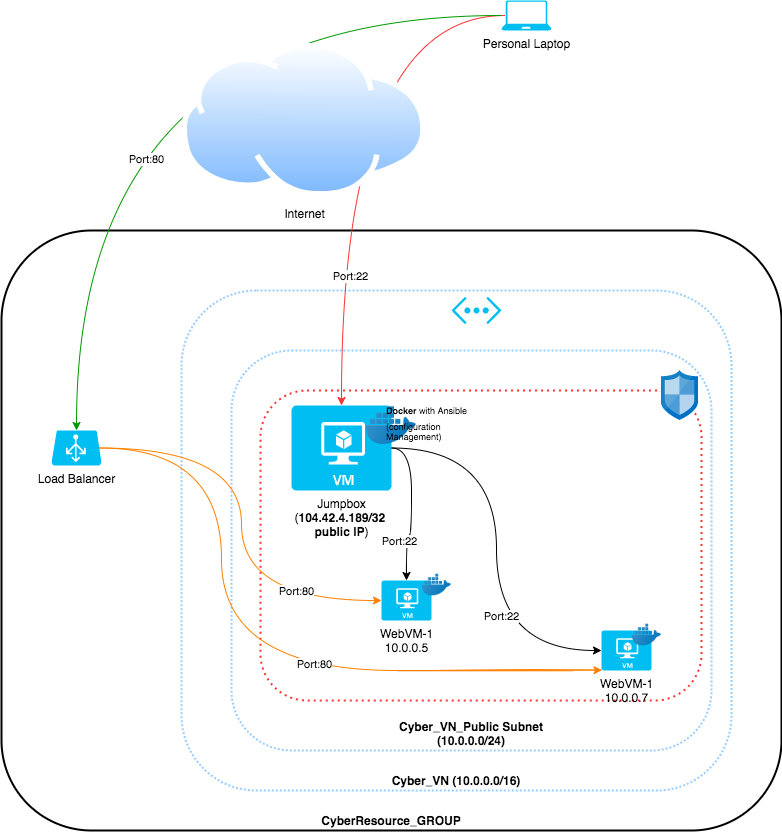 Personal Laptop
Port:80
Internet
Port:22
Docker with Ansible
(configuration
Management)
VM
Load Balancer
Jumpbox
(104.42.4.189/32
public IP)
Port:22
Port:80
VM
WebVM-1
10.0.0.5
Port:22
VM
Port:80
WebVM-1
10.0.0.7
Cyber_VN_Public Subnet
(10.0.0.0/24)
Cyber_VN (10.0.0.0/16)
CyberResource_GROUP